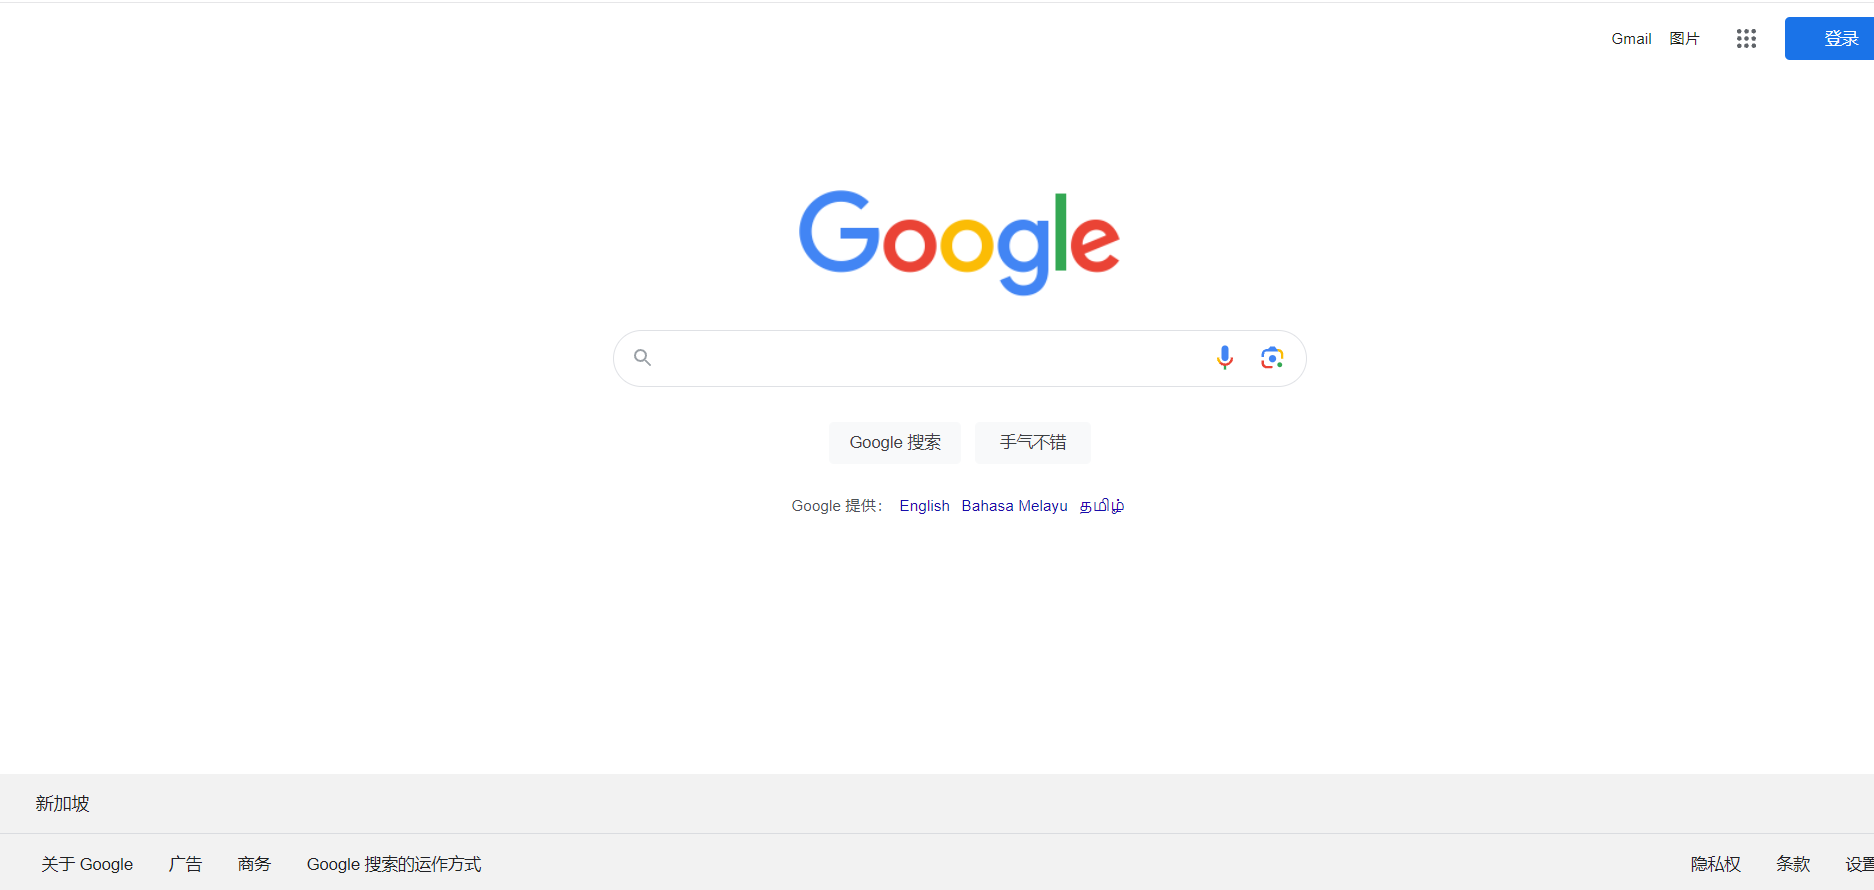 Gmail 图片 登录
Google
Google 搜索 手气不错
Google 提供： English Bahasa Melayu தமிழ்
新加坡
关于 Google 广告 商务 Google 搜索的运作方式 隐私权 条款 设置